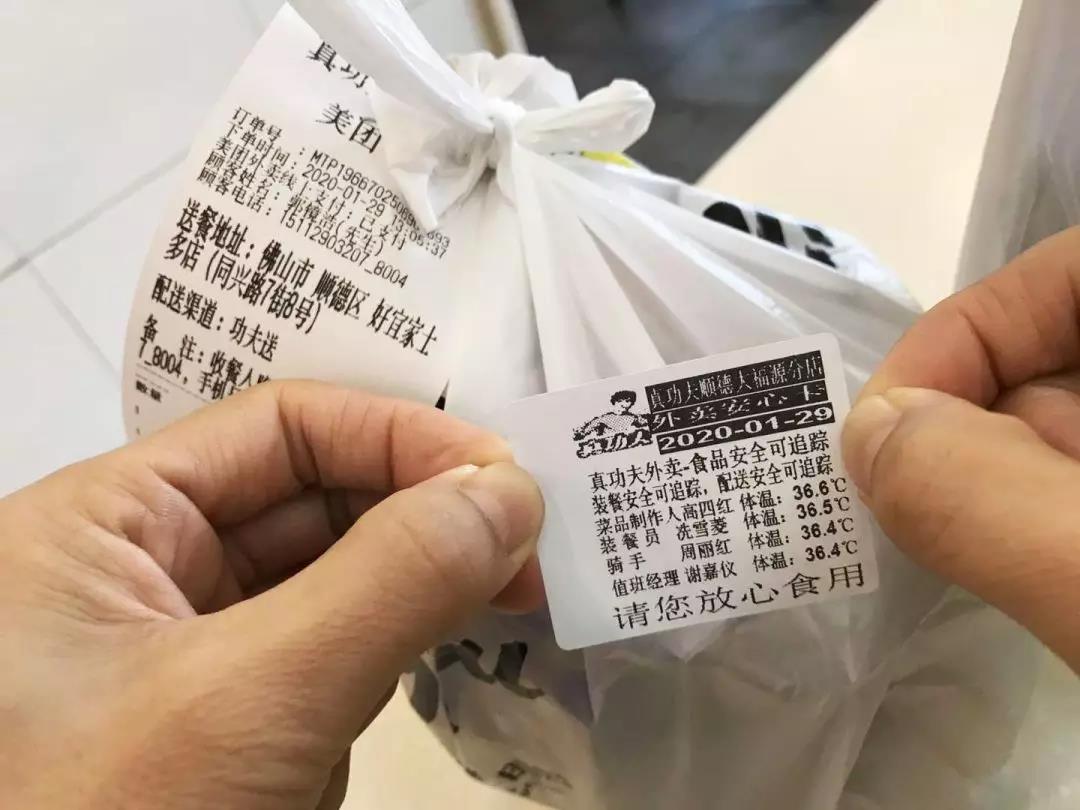 真功
美团
订单号：
下单时间：2020-01-29
美团外卖线上支付：已支付
顾客姓名：
顾客电话：15112903207_8004
送餐地址：佛山市 顺德区 好宜家士
多店（同兴路7街8号）
配送渠道：功夫送
备 注：收餐人
T_8004，手机
真功夫顺德大福源分店
外卖安心卡
真功夫
2020-01-29
真功夫外卖-食品安全可追踪
装餐安全可追踪，配送安全可追踪
菜品制作人高四红 体温：36.6℃
装餐员 冼雪菱 体温：36.5℃
骑手 周丽红 体温：36.4℃
值班经理 谢嘉仪 体温：36.4℃
请您放心食用